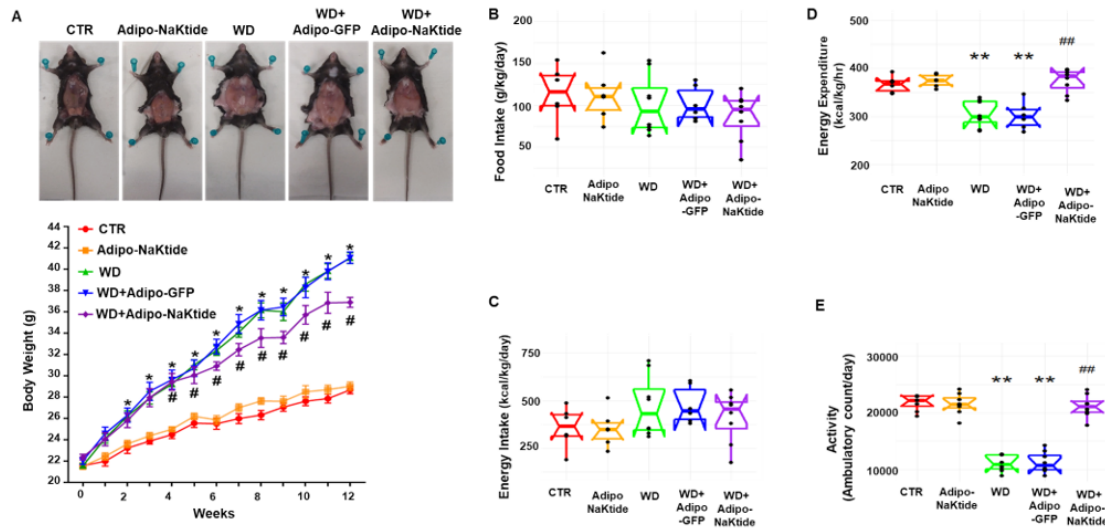 A
CTR
Adipo-NaKtide
WD
WD+
Adipo-GFP
WD+
Adipo-NaKtide
Body Weight (g)
44
42
40
38
36
34
32
30
28
26
24
22
20
CTR
Adipo-NaKtide
WD
WD+Adipo-GFP
WD+Adipo-NaKtide
* * * * * * * * * * *
# # # # # # # # #
0 2 4 6 8 10 12
Weeks
B
Food Intake (g/kg/day)
200
150
100
50
CTR
Adipo
NaKtide
WD
WD+
Adipo
-GFP
WD+
Adipo-
NaKtide
C
Energy Intake (kcal/kg/day)
750
500
250
CTR
Adipo
NaKtide
WD
WD+
Adipo
-GFP
WD+
Adipo-
NaKtide
D
Energy Expenditure
(kcal/kg/hr)
500
400
300
200
** ** ##
CTR
Adipo
NaKtide
WD
WD+
Adipo
-GFP
WD+
Adipo-
NaKtide
E
Activity
(Ambulatory count/day)
30000
20000
10000
** ** ##
CTR
Adipo-
NaKtide
WD
WD+
Adipo
-GFP
WD+
Adipo-
NaKtide